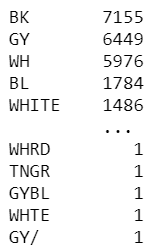 BK 7155
GY 6449
WH 5976
BL 1784
WHITE 1486
...
WHRD 1
TNGR 1
GYBL 1
WHTE 1
GY/ 1